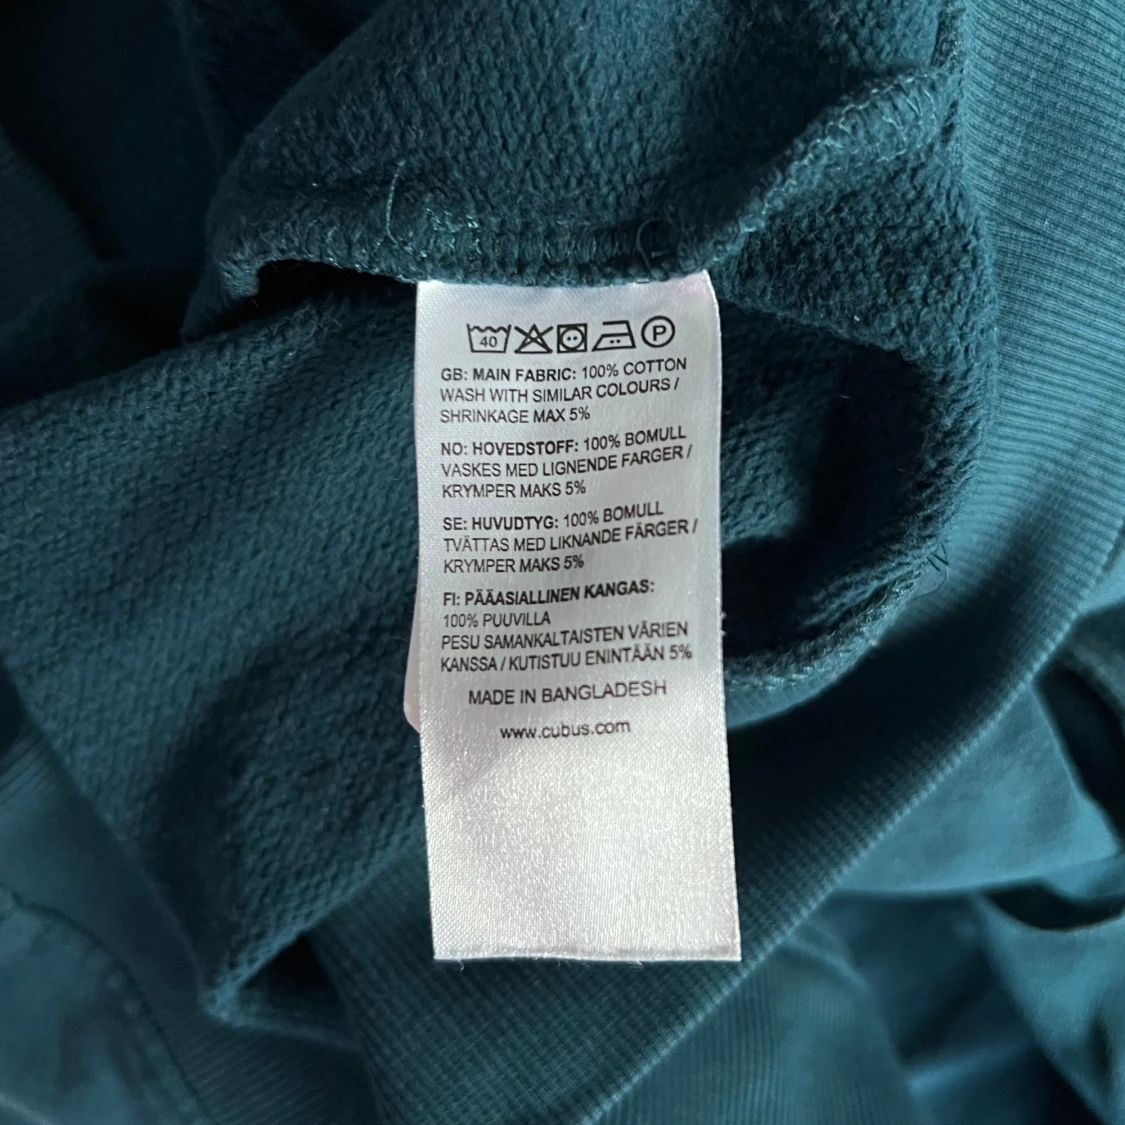 40 P
GB: MAIN FABRIC: 100% COTTON
WASH WITH SIMILAR COLOURS /
SHRINKAGE MAX 5%
NO: HOVEDSTOFF: 100% BOMULL
VASKES MED LIGNENDE FARGER /
KRYMPER MAKS 5%
SE: HUVUDTYG: 100% BOMULL
TVÄTTAS MED LIKNANDE FÄRGER /
KRYMPER MAKS 5%
FI: PÄÄASIALLINEN KANGAS:
100% PUUVILLA
PESU SAMANKALTAISTEN VÄRIEN
KANSSA / KUTISTUU ENINTÄÄN 5%
MADE IN BANGLADESH
www.cubus.com